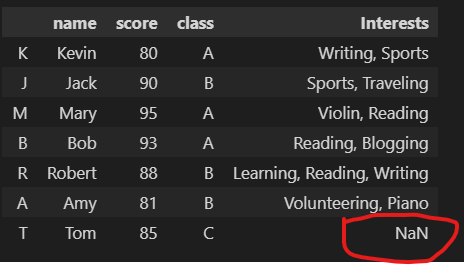 name score class Interests
K Kevin 80 A Writing, Sports
J Jack 90 B Sports, Traveling
M Mary 95 A Violin, Reading
B Bob 93 A Reading, Blogging
R Robert 88 B Learning, Reading, Writing
A Amy 81 B Volunteering, Piano
T Tom 85 C NaN